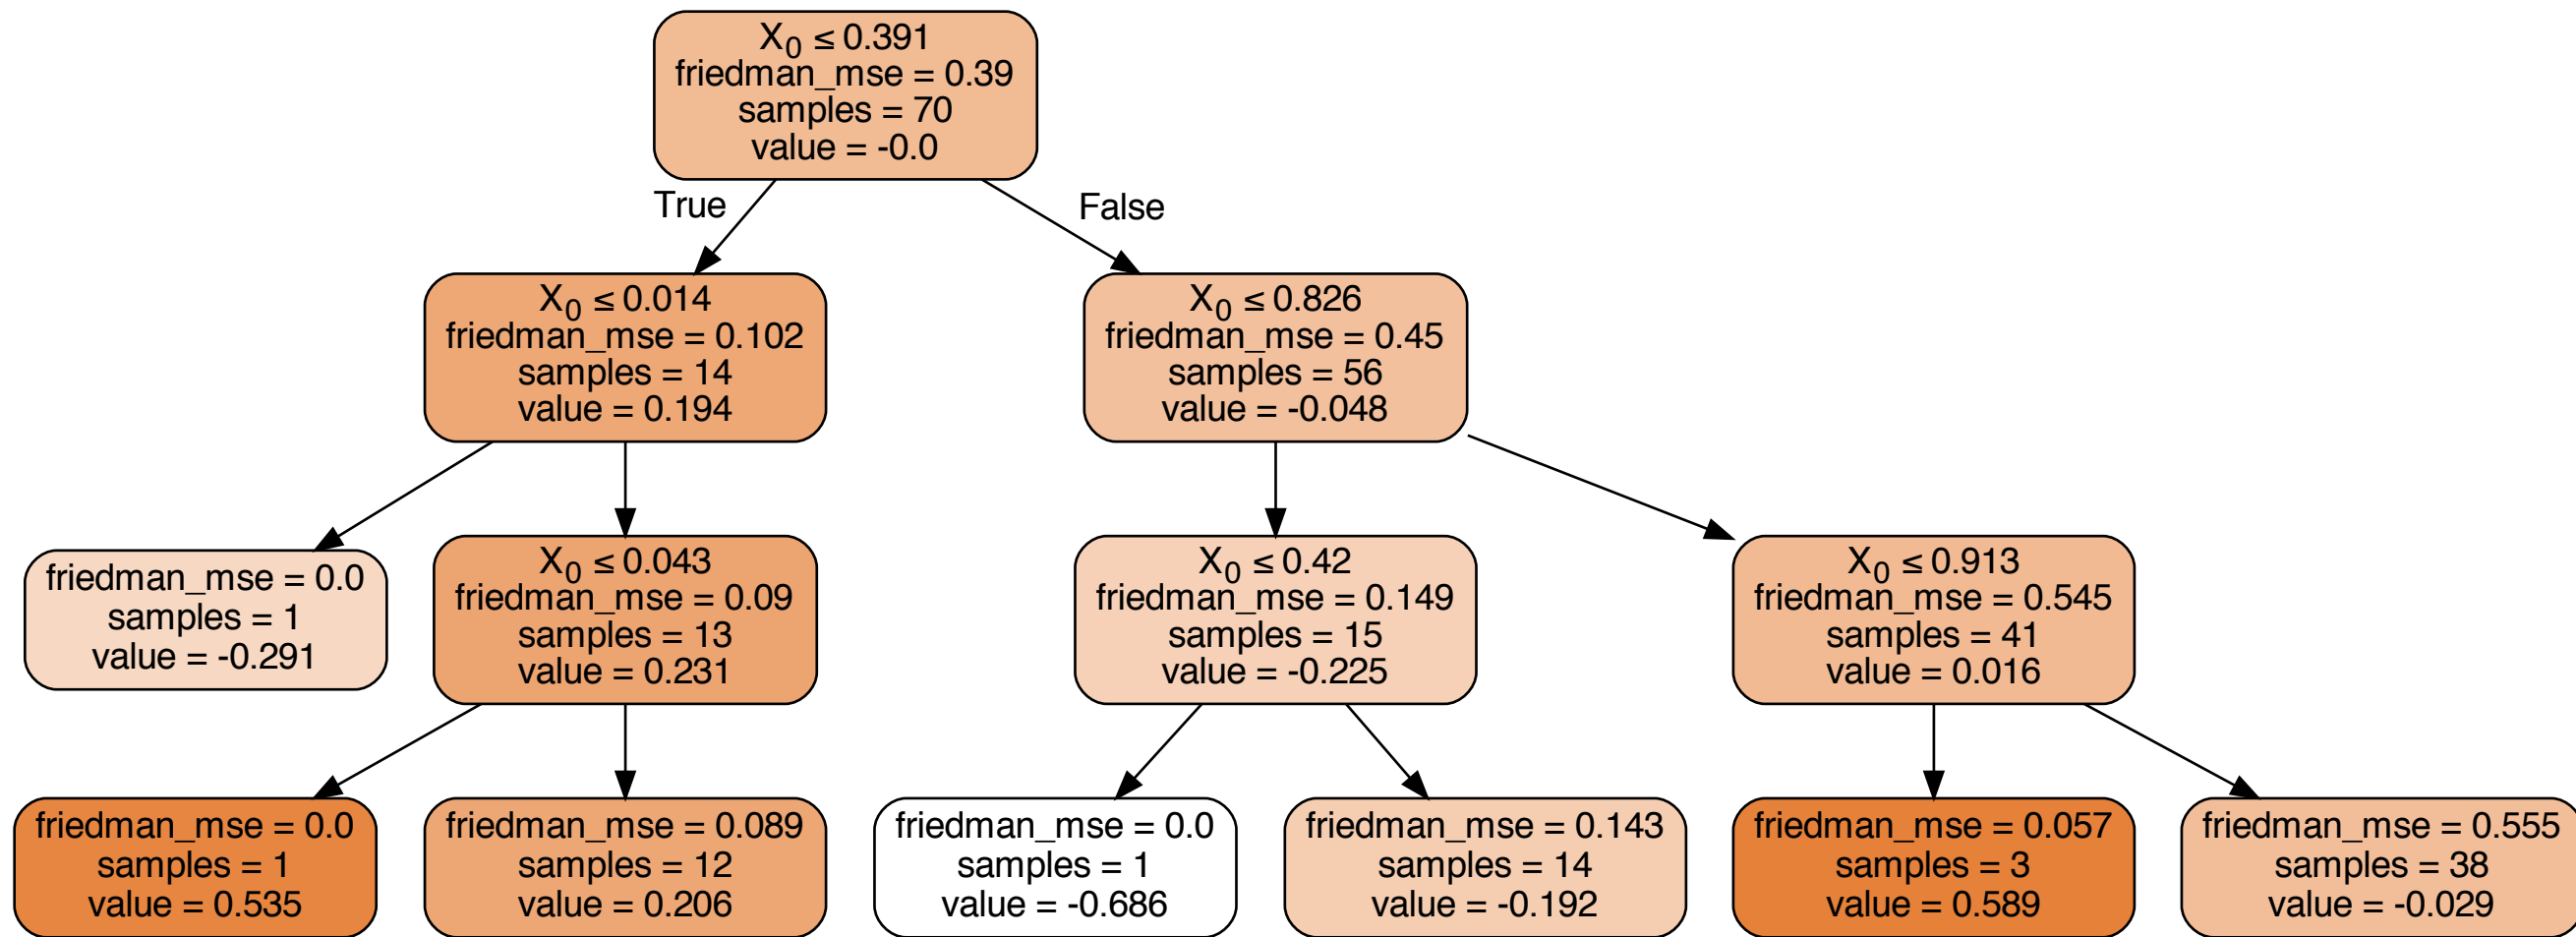 X₀ ≤ 0.391
friedman_mse = 0.39
samples = 70
value = -0.0
True
False
X₀ ≤ 0.014
friedman_mse = 0.102
samples = 14
value = 0.194
X₀ ≤ 0.826
friedman_mse = 0.45
samples = 56
value = -0.048
friedman_mse = 0.0
samples = 1
value = -0.291
X₀ ≤ 0.043
friedman_mse = 0.09
samples = 13
value = 0.231
X₀ ≤ 0.42
friedman_mse = 0.149
samples = 15
value = -0.225
X₀ ≤ 0.913
friedman_mse = 0.545
samples = 41
value = 0.016
friedman_mse = 0.0
samples = 1
value = 0.535
friedman_mse = 0.089
samples = 12
value = 0.206
friedman_mse = 0.0
samples = 1
value = -0.686
friedman_mse = 0.143
samples = 14
value = -0.192
friedman_mse = 0.057
samples = 3
value = 0.589
friedman_mse = 0.555
samples = 38
value = -0.029